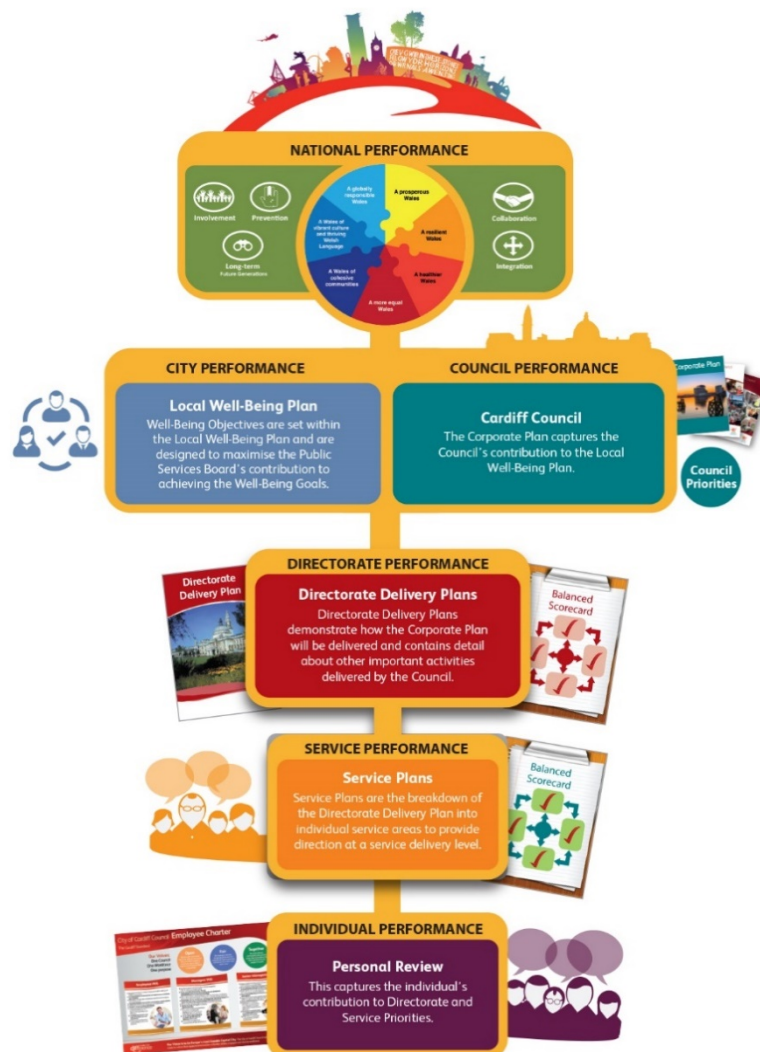 NATIONAL PERFORMANCE
Involvement
Prevention
Long-term
Future Generations
A globally
responsible
Wales
A prosperous
Wales
A Wales of
vibrant culture
and thriving
Welsh
Language
A resilient
Wales
A Wales of
cohesive
communities
A healthier
Wales
A more equal
Wales
Collaboration
Integration
CITY PERFORMANCE
Local Well-Being Plan
Well-Being Objectives are set within
the Local Well-Being Plan and are
designed to maximise the Public
Services Board's contribution to
achieving the Well-Being Goals.
COUNCIL PERFORMANCE
Cardiff Council
The Corporate Plan captures the
Council's contribution to the Local
Well-Being Plan.
Corporate Plan
Council
Priorities
DIRECTORATE PERFORMANCE
Directorate
Delivery Plan
Directorate Delivery Plans
Directorate Delivery Plans
demonstrate how the Corporate Plan
will be delivered and contains detail
about other important activities
delivered by the Council.
Balanced
Scorecard
SERVICE PERFORMANCE
Service Plans
Service Plans are the breakdown of
the Directorate Delivery Plan into
individual service areas to provide
direction at a service delivery level.
Balanced
Scorecard
INDIVIDUAL PERFORMANCE
City of Cardiff Council Employee Charter
Personal Review
This captures the individual's
contribution to Directorate and
Service Priorities.